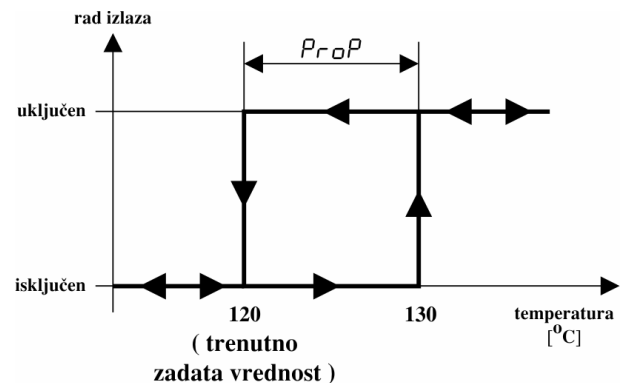 rad izlaza
ProP
uključen
isključen
120
130
temperatura
[°C]
( trenutno
zadata vrednost )